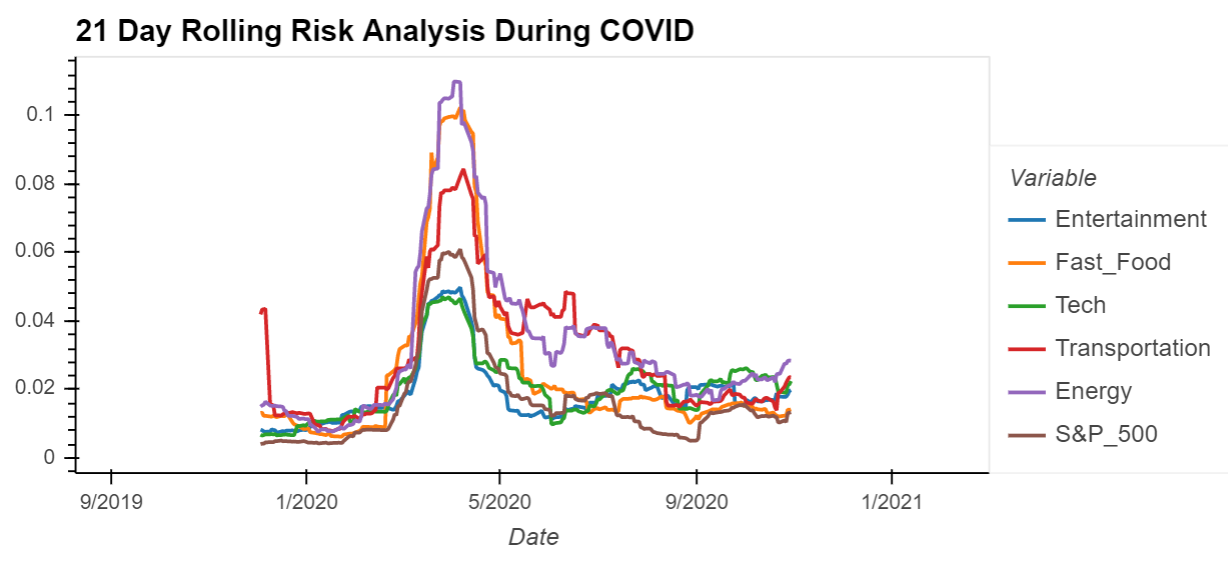 21 Day Rolling Risk Analysis During COVID
0.1
0.08
0.06
0.04
0.02
0
9/2019 1/2020 5/2020 9/2020 1/2021
Date
Variable
Entertainment
Fast_Food
Tech
Transportation
Energy
S&P_500